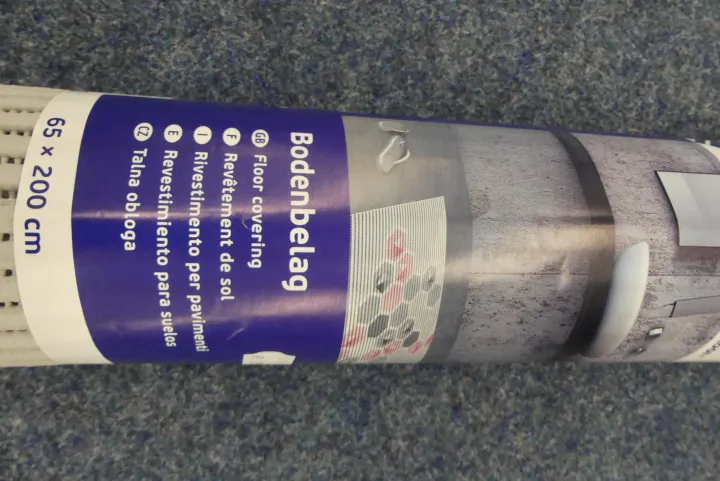 Bodenbelag
GB Floor covering
F Revêtement de sol
I Rivestimento per pavimenti
E Revestimiento para suelos
CZ Talna obloga
65 x 200 cm